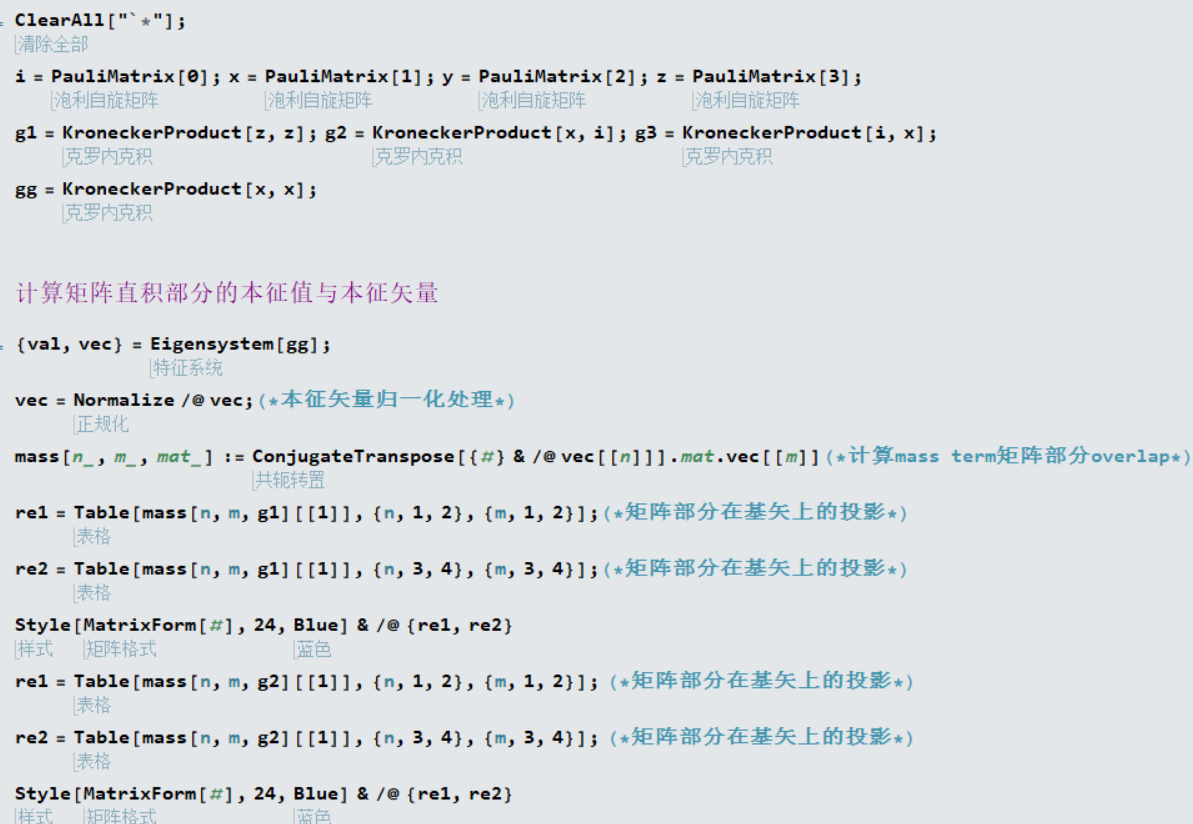 ClearAll["`*"];
清除全部
i = PauliMatrix[0]; x = PauliMatrix[1]; y = PauliMatrix[2]; z = PauliMatrix[3];
泡利自旋矩阵 泡利自旋矩阵 泡利自旋矩阵 泡利自旋矩阵
g1 = KroneckerProduct[z, z]; g2 = KroneckerProduct[x, i]; g3 = KroneckerProduct[i, x];
克罗内克积 克罗内克积 克罗内克积
gg = KroneckerProduct[x, x];
克罗内克积
计算矩阵直积部分的本征值与本征矢量
{val, vec} = Eigensystem[gg];
特征系统
vec = Normalize /@ vec;(*本征矢量归一化处理*)
正规化
mass[n_, m_, mat_] := ConjugateTranspose[{#} & /@ vec[[n]]].mat.vec[[m]](*计算mass term矩阵部分overlap*)
共轭转置
re1 = Table[mass[n, m, g1][[1]], {n, 1, 2}, {m, 1, 2}];(*矩阵部分在基矢上的投影*)
表格
re2 = Table[mass[n, m, g1][[1]], {n, 3, 4}, {m, 3, 4}];(*矩阵部分在基矢上的投影*)
表格
Style[MatrixForm[#], 24, Blue] & /@ {re1, re2}
样式 矩阵格式 蓝色
re1 = Table[mass[n, m, g2][[1]], {n, 1, 2}, {m, 1, 2}]; (*矩阵部分在基矢上的投影*)
表格
re2 = Table[mass[n, m, g2][[1]], {n, 3, 4}, {m, 3, 4}]; (*矩阵部分在基矢上的投影*)
表格
Style[MatrixForm[#], 24, Blue] & /@ {re1, re2}
样式 矩阵格式 蓝色